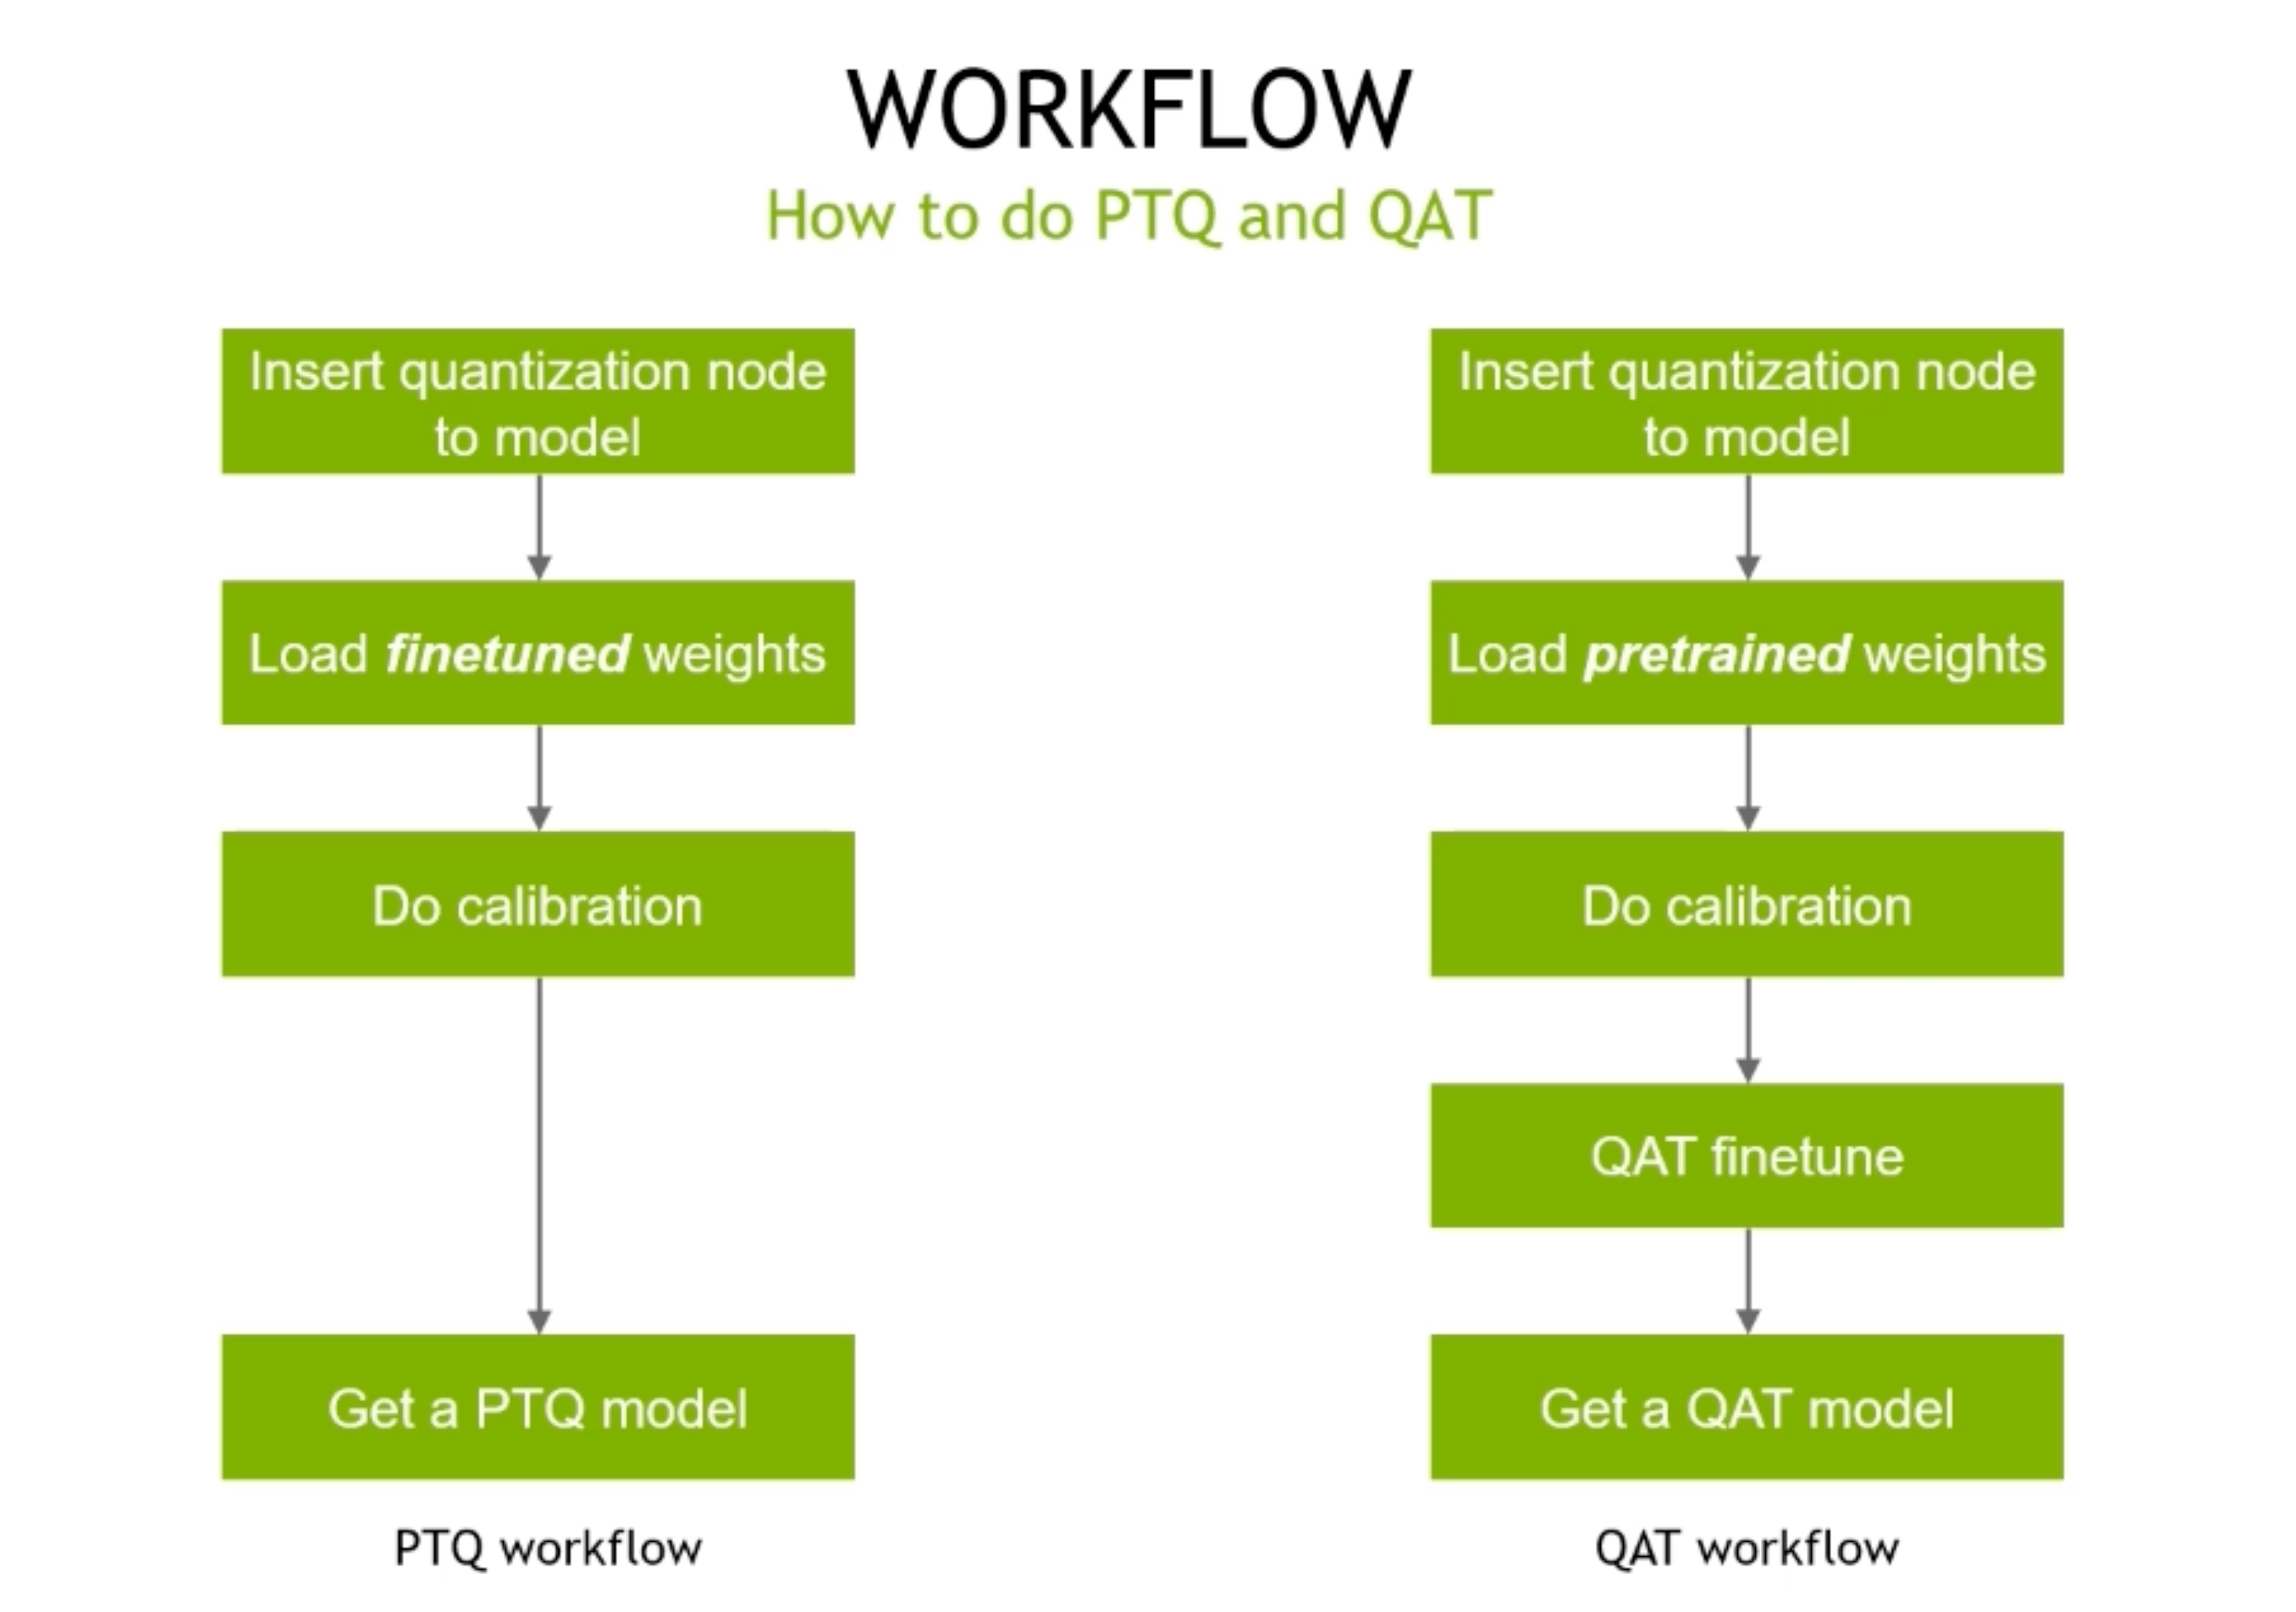 WORKFLOW
How to do PTQ and QAT
Insert quantization node
to model
Load finetuned weights
Do calibration
Get a PTQ model
PTQ workflow
Insert quantization node
to model
Load pretrained weights
Do calibration
QAT finetune
Get a QAT model
QAT workflow